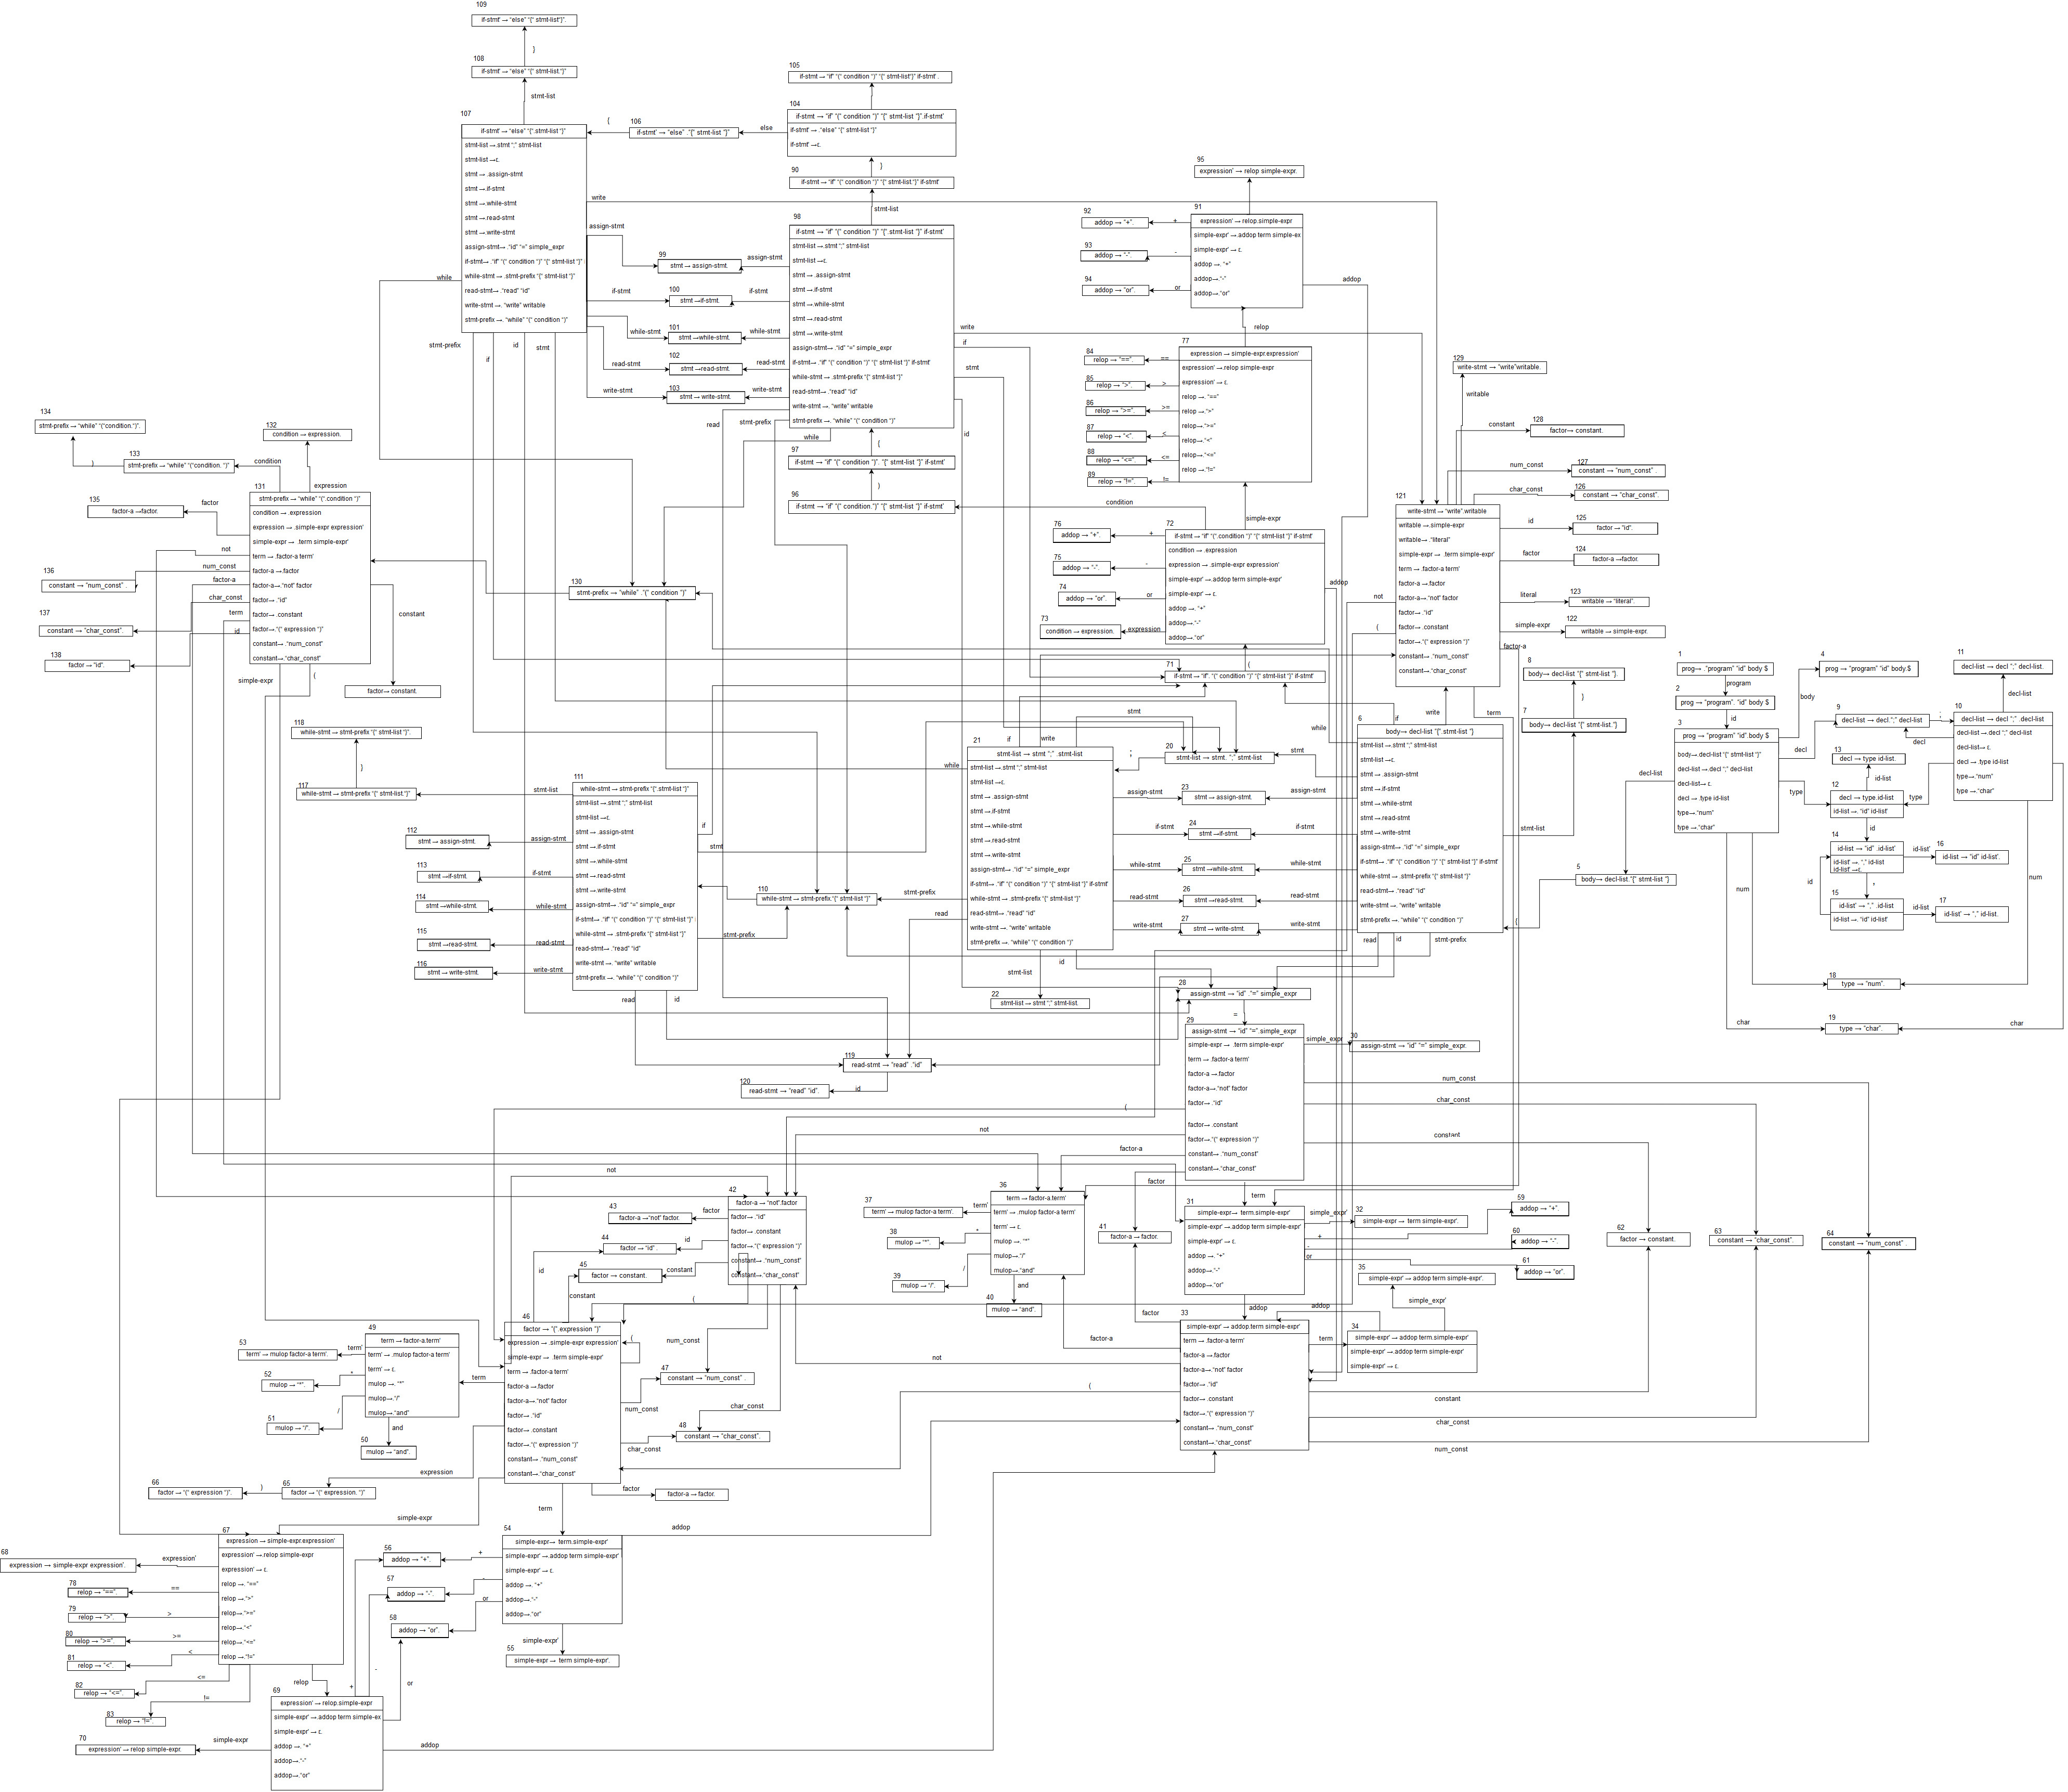 109
if-stmt' → "else" "{" stmt-list"}".
}
108
if-stmt' → "else" "{" stmt-list."}"
stmt-list
107
if-stmt' → "else" "{".stmt-list "}"
stmt-list →.stmt ";" stmt-list
stmt-list →ε.
stmt → .assign-stmt
stmt → .if-stmt
stmt → .while-stmt
stmt → .read-stmt
stmt → .write-stmt
assign-stmt→ ."id" "=" simple_expr
if-stmt→ ."if" "(" condition ")" "{" stmt-list "}" i
while-stmt → .stmt-prefix "{" stmt-list "}"
read-stmt→ ."read" "id"
write-stmt →. "write" writable
stmt-prefix →. "while" "(" condition ")"
{
106
if-stmt' → "else" ."{" stmt-list "}"
else
105
if-stmt → "if" "(" condition ")" "{" stmt-list"}" if-stmt' .
104
if-stmt → "if" "(" condition ")" "{" stmt-list "}".if-stmt'
if-stmt' → ."else" "{" stmt-list "}"
if-stmt' →ε.
}
90
if-stmt → "if" "(" condition ")" "{" stmt-list."}" if-stmt'
stmt-list
98
if-stmt → "if" "(" condition ")" "{".stmt-list "}" if-stmt'
stmt-list→.stmt ";" stmt-list
stmt-list →ε.
stmt → .assign-stmt
stmt → .if-stmt
stmt → .while-stmt
stmt → .read-stmt
stmt → .write-stmt
assign-stmt→ ."id" "=" simple_expr
if-stmt→ ."if" "(" condition ")" "{" stmt-list "}" if-stmt'
while-stmt → .stmt-prefix "{" stmt-list "}"
read-stmt→ ."read" "id"
write-stmt →. "write" writable
stmt-prefix →. "while" "(" condition ")"
write
assign-stmt
99
stmt → assign-stmt.
assign-stmt
if-stmt
100
stmt →if-stmt.
if-stmt
while-stmt
101
stmt →while-stmt.
while-stmt
read-stmt
102
stmt →read-stmt.
read-stmt
write-stmt
103
stmt → write-stmt.
write-stmt
while
stmt-prefix
if
id
stmt
read
stmt-prefix
while
write
if
stmt
id
{
97
if-stmt → "if" "(" condition ")". "{" stmt-list "}" if-stmt'
)
96
if-stmt → "if" "(" condition.")" "{" stmt-list "}" if-stmt'
condition
95
expression' → relop simple-expr.
91
expression' → relop.simple-expr
simple-expr' → .addop term simple-ex
simple-expr' → ε.
addop →. "+"
addop→."-"
addop→."or"
92
addop → "+".
+
93
addop → "-".
-
94
addop → "or".
or
addop
relop
77
expression → simple-expr.expression'
expression' →.relop simple-expr
expression' → ε.
relop →. "=="
relop →.">"
relop→.">="
relop→."<"
relop→."<="
relop →."!="
84
relop → "==".
==
85
relop → ">".
>
86
relop → ">=".
>=
87
relop → "<".
<
88
relop → "<=".
<=
89
relop → "!=".
!=
simple-expr
72
if-stmt → "if" "(".condition ")" "{" stmt-list "}" if-stmt'
condition → .expression
expression → .simple-expr expression'
simple-expr' →.addop term simple-expr'
simple-expr' → ε.
addop →. "+"
addop→."-"
addop→."or"
76
addop → "+".
+
75
addop → "-".
-
74
addop → "or".
or
73
condition → expression.
expression
addop
(
71
if-stmt → "if". "(" condition ")" "{" stmt-list "}" if-stmt'
129
write-stmt → "write"writable.
writable
128
factor→ constant.
constant
127
constant → "num_const" .
num_const
126
constant → "char_const".
char_const
125
factor → "id".
id
124
factor-a →factor.
factor
123
writable → "literal".
literal
122
writable → simple-expr.
simple-expr
121
write-stmt → "write".writable
writable → .simple-expr
writable→ ."literal"
simple-expr → .term simple-expr'
term → .factor-a term'
factor-a→.factor
factor-a→."not" factor
factor→ ."id"
factor→ .constant
factor→."(" expression ")"
constant→."num_const"
constant→."char_const"
not
(
factor-a
term
write
134
stmt-prefix → "while" "("condition.")".
)
133
stmt-prefix → "while" "("condition. ")"
condition
132
condition → expression.
expression
131
stmt-prefix → "while" "(".condition ")"
condition → .expression
expression → .simple-expr expression'
simple-expr → .term simple-expr'
term → .factor-a term'
factor-a →.factor
factor-a→."not" factor
factor→ ."id"
factor→ .constant
factor→."(" expression ")"
constant→."num_const"
constant→."char_const"
135
factor-a →factor.
factor
not
num_const
136
constant → "num_const" .
factor-a
char_const
137
constant → "char_const".
term
id
138
factor → "id".
constant
factor→ constant.
simple-expr
(
130
stmt-prefix → "while" ."(" condition ")"
1
prog→ ."program" "id" body $
program
2
prog → "program". "id" body $
id
3
prog → "program" "id".body $
body→.decl-list "{" stmt-list "}"
decl-list →.decl ";" decl-list
decl-list→ ε.
decl → .type id-list
type →."num"
type →."char"
4
prog → "program" "id" body.$
body
decl
type
decl-list
num
char
5
body→ decl-list."{" stmt-list "}
{
6
body→ decl-list "{".stmt-list "}
stmt-list→.stmt ";" stmt-list
stmt-list →ε.
stmt → .assign-stmt
stmt → .if-stmt
stmt → .while-stmt
stmt → .read-stmt
stmt → .write-stmt
assign-stmt→ ."id" "=" simple_expr
if-stmt→ ."if" "(" condition ")" "{" stmt-list "}" if-stmt'
while-stmt→ .stmt-prefix "{" stmt-list "}"
read-stmt→ ."read" "id"
write-stmt →. "write" writable
stmt-prefix →. "while" "(" condition ")"
while
if
stmt
stmt-list
read
id
stmt-prefix
7
body→ decl-list "{" stmt-list."}
}
8
body→ decl-list "{" stmt-list "}.
9
decl-list → decl.";" decl-list
;
decl
10
decl-list → decl ";" .decl-list
decl-list→.decl ";" decl-list
decl-list→ ε.
decl → .type id-list
type →."num"
type →."char"
decl-list
11
decl-list → decl ";" decl-list.
type
num
char
12
decl → type.id-list
id-list→ ."id" id-list'
id-list
13
decl → type id-list.
id
14
id-list → "id" .id-list'
id-list'→. "," id-list
id-list'→ε.
id-list'
16
id-list → "id" id-list'.
,
id
15
id-list' → "," .id-list
id-list→ ."id" id-list'
id-list
17
id-list' → "," id-list.
18
type → "num".
19
type → "char".
118
while-stmt → stmt-prefix "{" stmt-list "}".
}
117
while-stmt → stmt-prefix "{" stmt-list."}"
stmt-list
111
while-stmt → stmt-prefix "{".stmt-list "}"
stmt-list→.stmt ";" stmt-list
stmt-list →ε.
stmt → .assign-stmt
stmt → .if-stmt
stmt → .while-stmt
stmt → .read-stmt
stmt → .write-stmt
assign-stmt→ ."id" "=" simple_expr
if-stmt→ ."if" "(" condition ")" "{" stmt-list "}" i
while-stmt→ .stmt-prefix "{" stmt-list "}"
read-stmt→ ."read" "id"
write-stmt →. "write" writable
stmt-prefix →. "while" "(" condition ")"
112
stmt → assign-stmt.
assign-stmt
113
stmt →if-stmt.
if-stmt
114
stmt →while-stmt.
while-stmt
115
stmt →read-stmt.
read-stmt
116
stmt → write-stmt.
write-stmt
if
stmt
stmt-prefix
read
id
110
while-stmt → stmt-prefix."{" stmt-list "}"
stmt-prefix
21
stmt-list → stmt ";" .stmt-list
stmt-list→.stmt ";" stmt-list
stmt-list →ε.
stmt → .assign-stmt
stmt → .if-stmt
stmt → .while-stmt
stmt → .read-stmt
stmt → .write-stmt
assign-stmt→ ."id" "=" simple_expr
if-stmt→ ."if" "(" condition ")" "{" stmt-list "}" if-stmt'
while-stmt→ .stmt-prefix "{" stmt-list "}"
read-stmt→ ."read" "id"
write-stmt →. "write" writable
stmt-prefix →. "while" "(" condition ")"
if
write
stmt
while
read
id
stmt-list
;
20
stmt-list → stmt. ";" stmt-list
22
stmt-list → stmt ";" stmt-list.
assign-stmt
23
stmt → assign-stmt.
assign-stmt
if-stmt
24
stmt →if-stmt.
if-stmt
while-stmt
25
stmt →while-stmt.
while-stmt
read-stmt
26
stmt →read-stmt.
read-stmt
write-stmt
27
stmt → write-stmt.
write-stmt
28
assign-stmt → "id" ."=" simple_expr
=
29
assign-stmt → "id" "=".simple_expr
simple-expr → .term simple-expr'
term → .factor-a term'
factor-a → .factor
factor-a→."not" factor
factor→ ."id"
factor→ .constant
factor→."(" expression ")"
constant→."num_const"
constant→."char_const"
simple_expr
30
assign-stmt → "id" "=" simple_expr.
num_const
char_const
constant
(
not
factor-a
factor
term
119
read-stmt → "read" ."id"
id
120
read-stmt → "read" "id".
31
simple-expr→ term.simple-expr'
simple-expr' →.addop term simple-expr'
simple-expr' → ε.
addop →. "+"
addop→."-"
addop→."or"
simple_expr'
32
simple-expr → term simple-expr'.
+
59
addop → "+".
-
60
addop → "-".
or
61
addop → "or".
addop
33
simple-expr' → addop.term simple-expr'
term → .factor-a term'
factor-a → .factor
factor-a→."not" factor
factor→ ."id"
factor→ .constant
factor→."(" expression ")"
constant→."num_const"
constant→."char_const"
factor
factor-a
not
(
term
addop
constant
char_const
num_const
34
simple-expr' → addop term.simple-expr'
simple-expr'→.addop term simple-expr'
simple-expr' → ε.
simple_expr'
35
simple-expr' → addop term simple-expr'.
62
factor → constant.
63
constant → "char_const".
64
constant → "num_const" .
36
term → factor-a.term'
term' → .mulop factor-a term'
term' → ε.
mulop →. "*"
mulop→."/"
mulop→."and"
37
term' → mulop factor-a term'.
term'
38
mulop → "*".
*
39
mulop → "/".
/
40
mulop → "and".
and
41
factor-a → factor.
not
42
factor-a → "not".factor
factor→ ."id"
factor→ .constant
factor→."(" expression ")"
constant→."num_const"
constant→."char_const"
43
factor-a →"not" factor.
factor
44
factor → "id".
id
45
factor → constant.
constant
id
constant
(
46
factor → "(".expression ")"
expression → .simple-expr expression'
simple-expr → .term simple-expr'
term → .factor-a term'
factor-a → .factor
factor-a→."not" factor
factor→ ."id"
factor→ .constant
factor→."(" expression ")"
constant→."num_const"
constant→."char_const"
(
num_const
47
constant → "num_const" .
num_const
char_const
48
constant → "char_const".
char_const
factor
factor-a → factor.
term
49
term → factor-a.term'
term' → .mulop factor-a term'
term' → ε.
mulop →. "*"
mulop→."/"
mulop→."and"
53
term' → mulop factor-a term'.
term'
52
mulop → "*".
*
51
mulop → "/".
/
50
mulop → "and".
and
expression
66
factor → "(" expression ")".
)
65
factor → "(" expression. ")"
simple-expr
term
54
simple-expr→ term.simple-expr'
simple-expr' →.addop term simple-expr'
simple-expr' → ε.
addop →. "+"
addop→."-"
addop→."or"
addop
56
addop → "+".
+
57
addop → "-".
-
58
addop → "or".
or
simple-expr'
55
simple-expr → term simple-expr'.
67
expression → simple-expr.expression'
expression' →.relop simple-expr
expression' → ε.
relop →. "=="
relop →.">"
relop→.">="
relop→."<"
relop→."<="
relop →."!="
68
expression → simple-expr expression'.
expression'
78
relop → "==".
==
79
relop → ">".
>
80
relop → ">=".
>=
81
relop → "<".
<
82
relop → "<=".
<=
83
relop → "!=".
!=
relop
69
expression' → relop.simple-expr
simple-expr' → .addop term simple-ex
simple-expr' → ε.
addop →. "+"
addop→."-"
addop→."or"
+
-
or
simple-expr
70
expression' → relop simple-expr.
addop